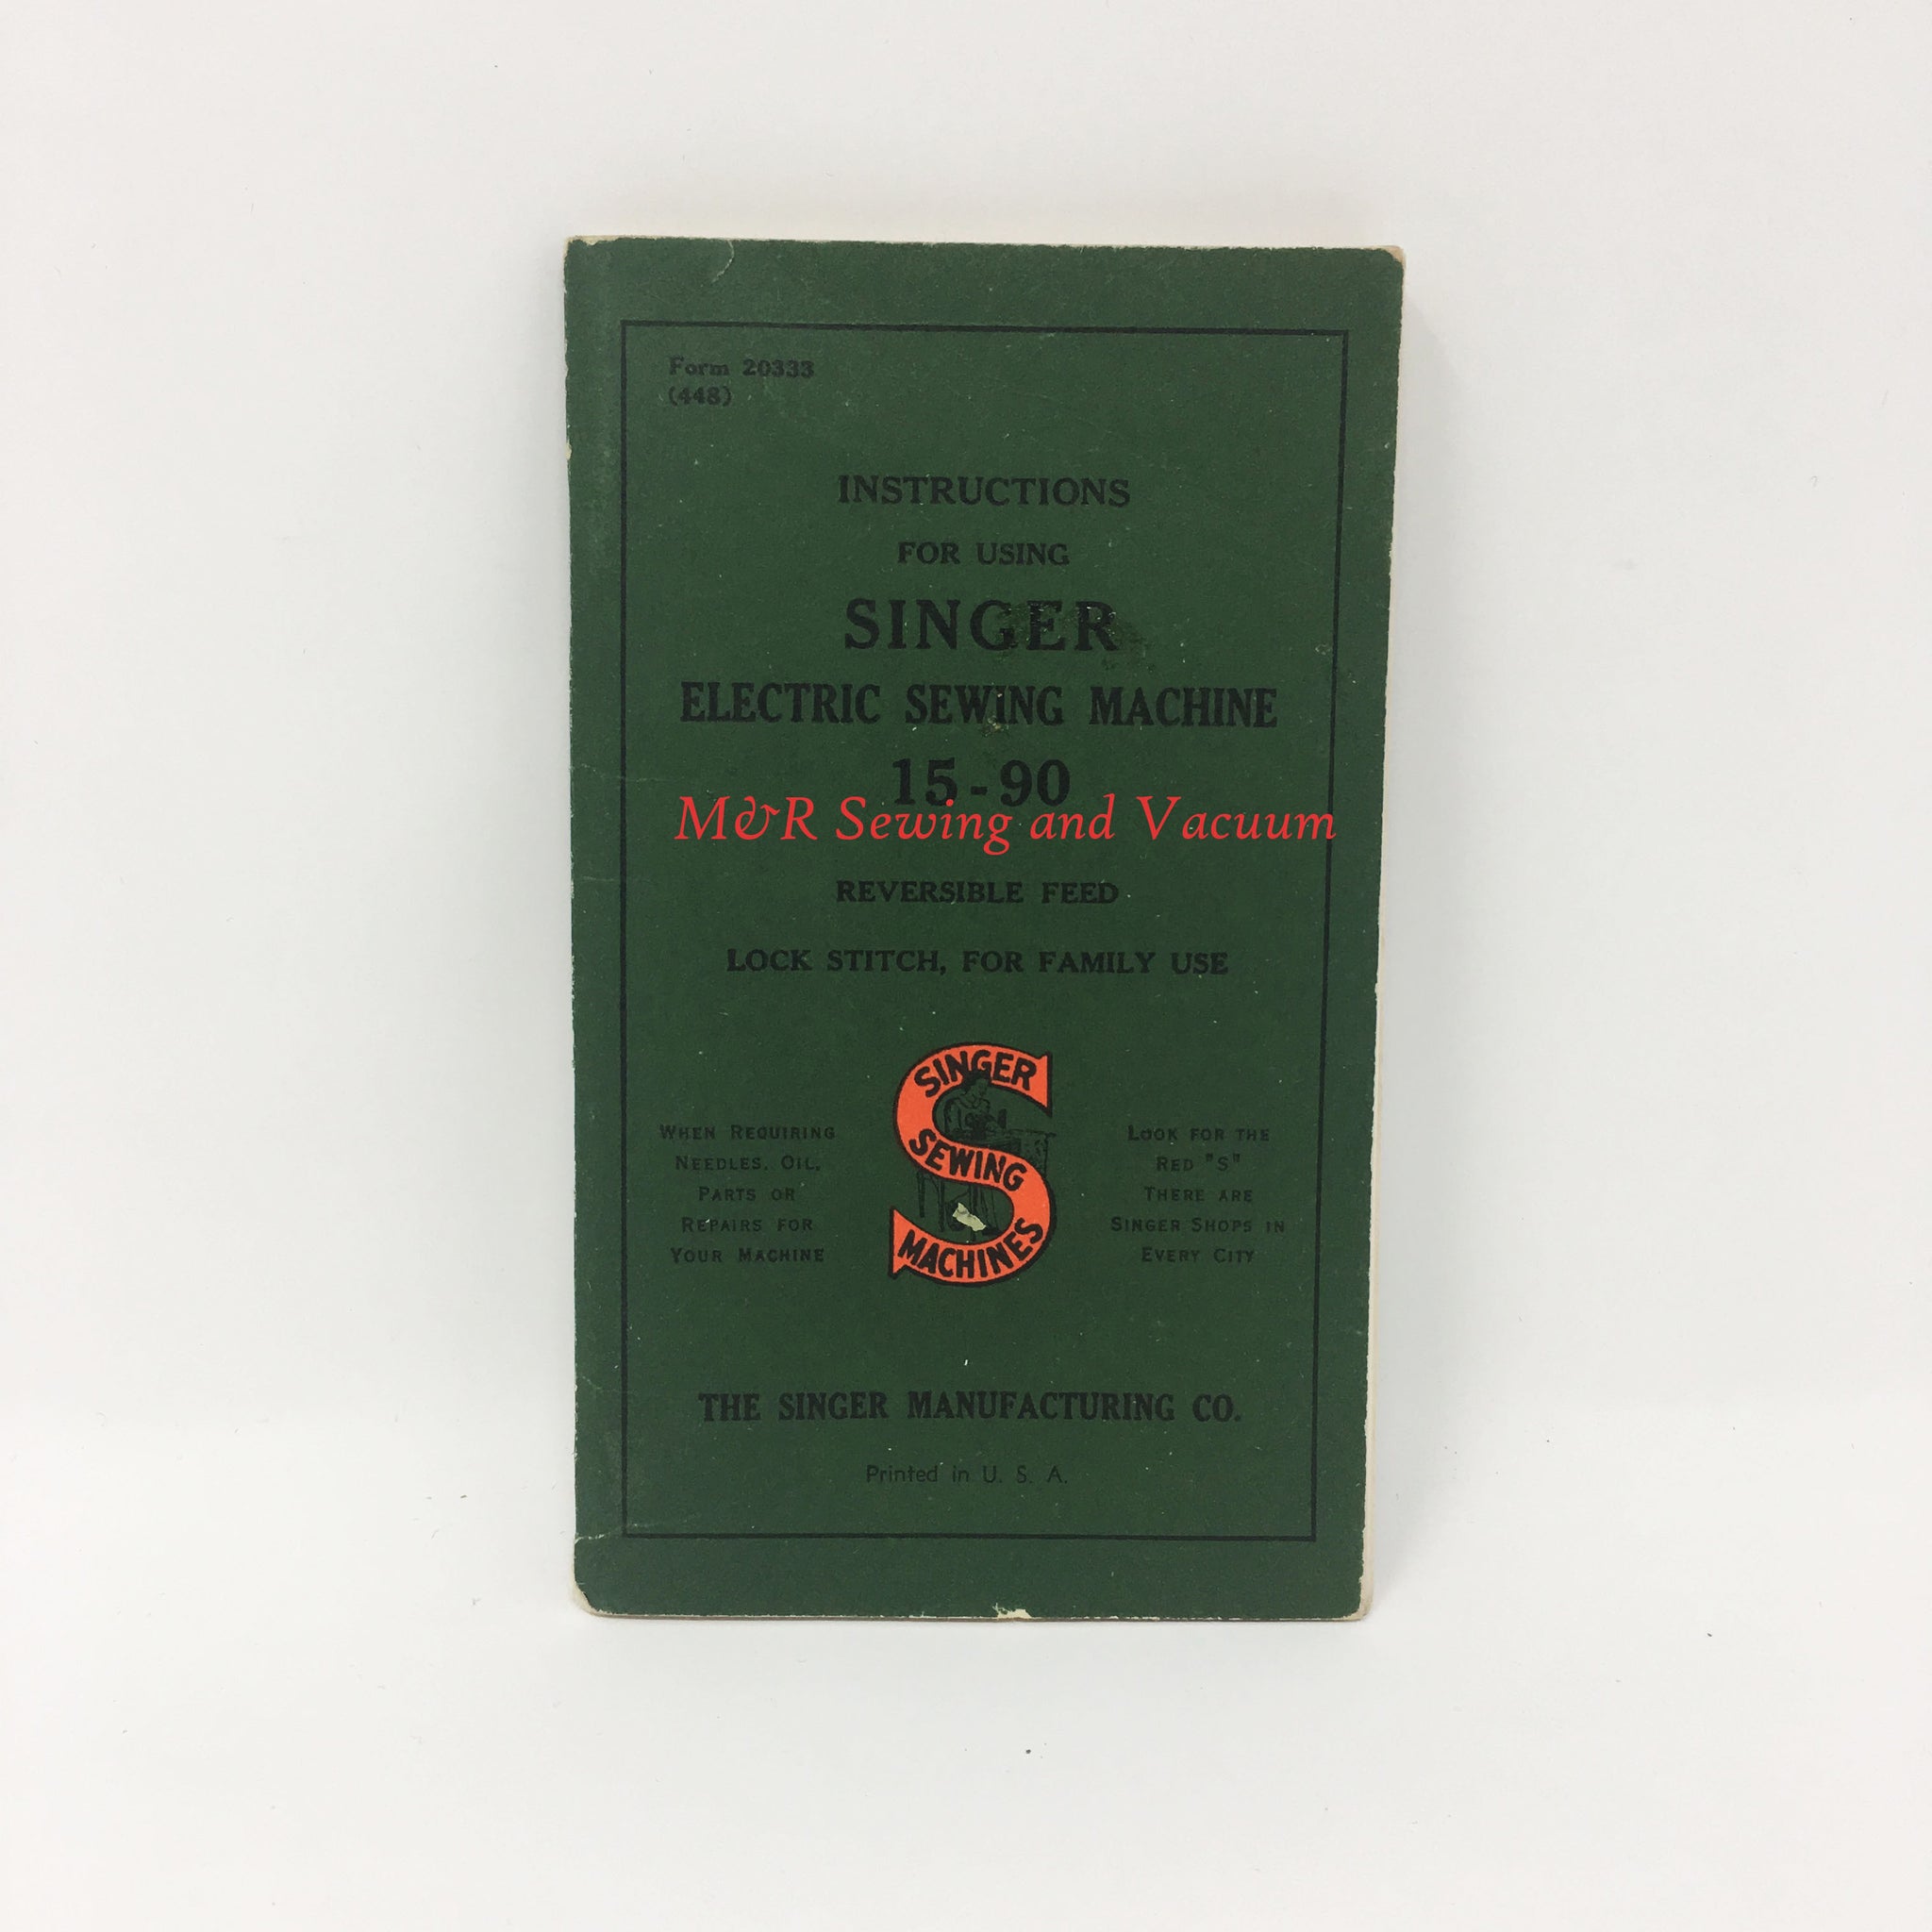 Form 20333
(448)
INSTRUCTIONS
FOR USING
SINGER
ELECTRIC SEWING MACHINE
15-90
M&R Sewing and Vacuum
REVERSIBLE FEED
LOCK STITCH, FOR FAMILY USE
WHEN REQUIRING
NEEDLES, OIL,
PARTS OR
REPAIRS FOR
YOUR MACHINE
SINGER
SEWING
MACHINES
LOOK FOR THE
RED "S"
THERE ARE
SINGER SHOPS IN
EVERY CITY
THE SINGER MANUFACTURING CO.
Printed in U. S. A.